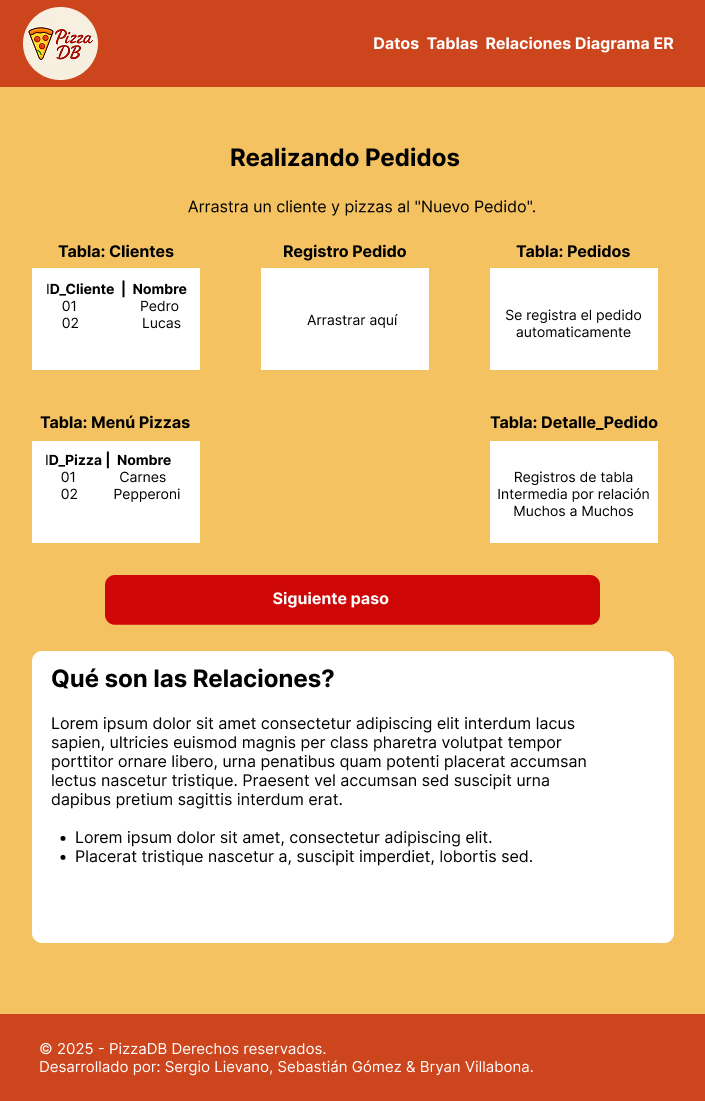 Pizza
DB
Datos Tablas Relaciones Diagrama ER
Realizando Pedidos
Arrastra un cliente y pizzas al "Nuevo Pedido".
Tabla: Clientes
ID_Cliente | Nombre
01 Pedro
02 Lucas
Registro Pedido
Arrastrar aquí
Tabla: Pedidos
Se registra el pedido
automaticamente
Tabla: Menú Pizzas
ID_Pizza | Nombre
01 Carnes
02 Pepperoni
Tabla: Detalle_Pedido
Registros de tabla
Intermedia por relación
Muchos a Muchos
Siguiente paso
Qué son las Relaciones?
Lorem ipsum dolor sit amet consectetur adipiscing elit interdum lacus
sapien, ultricies euismod magnis per class pharetra volutpat tempor
porttitor ornare libero, urna penatibus quam potenti placerat accumsan
lectus nascetur tristique. Praesent vel accumsan sed suscipit urna
dapibus pretium sagittis interdum erat.
• Lorem ipsum dolor sit amet, consectetur adipiscing elit.
• Placerat tristique nascetur a, suscipit imperdiet, lobortis sed.
© 2025 - PizzaDB Derechos reservados.
Desarrollado por: Sergio Lievano, Sebastián Gómez & Bryan Villabona.